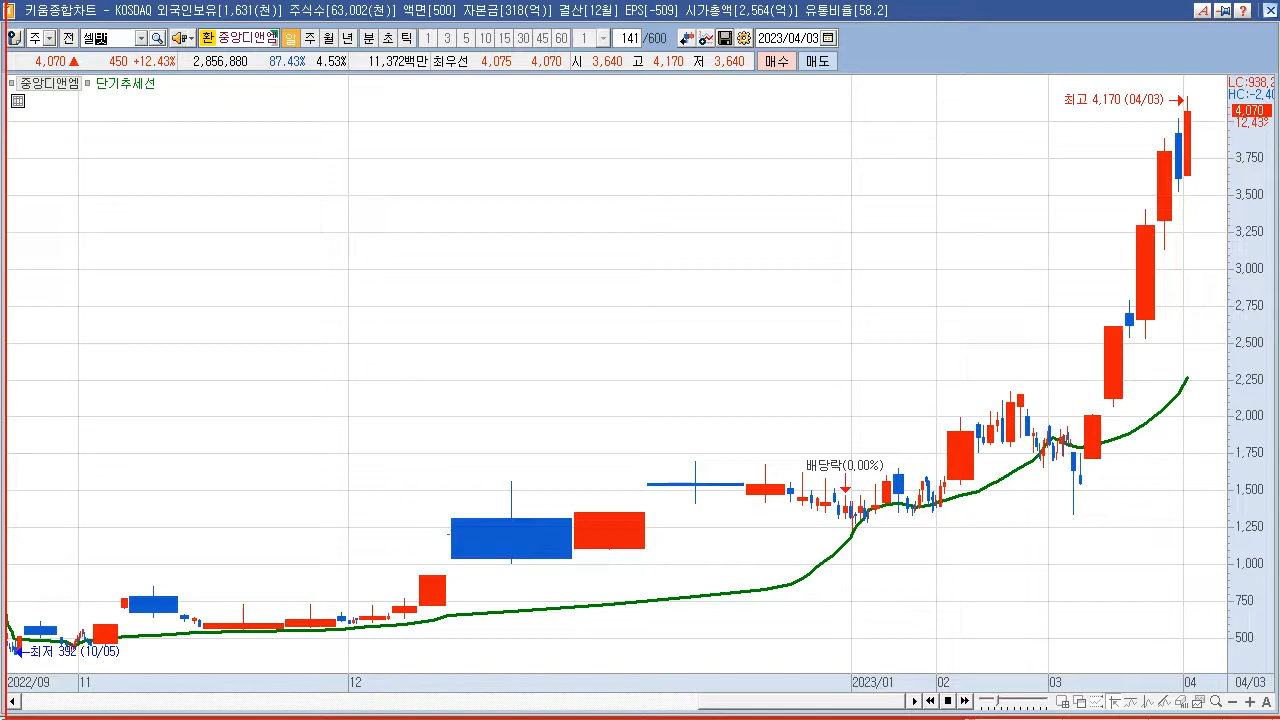 키움종합차트 - KOSDAQ 외국인보유[1,631(천)] 주식수[63,002(천)] 액면[500] 자본금[318(억)] 결산[12월] EPS[-509] 시가총액[2,564(억)] 유통비율[58.2]
주 전 셀팔 환 중앙디앤엠 일 주 월 년 분 초 틱 1 3 5 10 15 30 45 60 1 141 /600 2023/04/03
4,070 ▲ 450 +12.43% 2,856,880 87.43% 4.53% 11,372백만 최우선 4,075 4,070 시 3,640 고 4,170 저 3,640 매수 매도
중앙디앤엠 단기추세선
LC:938,2
HC:-2,40
최고 4,170 (04/03)
4,070
12.43%
3,750
3,500
3,250
3,000
2,750
2,500
2,250
2,000
1,750
배당락(0,00%)
1,500
1,250
1,000
750
500
최저 392 (10/05)
2022/09 11 12 2023/01 02 03 04 04/03
A